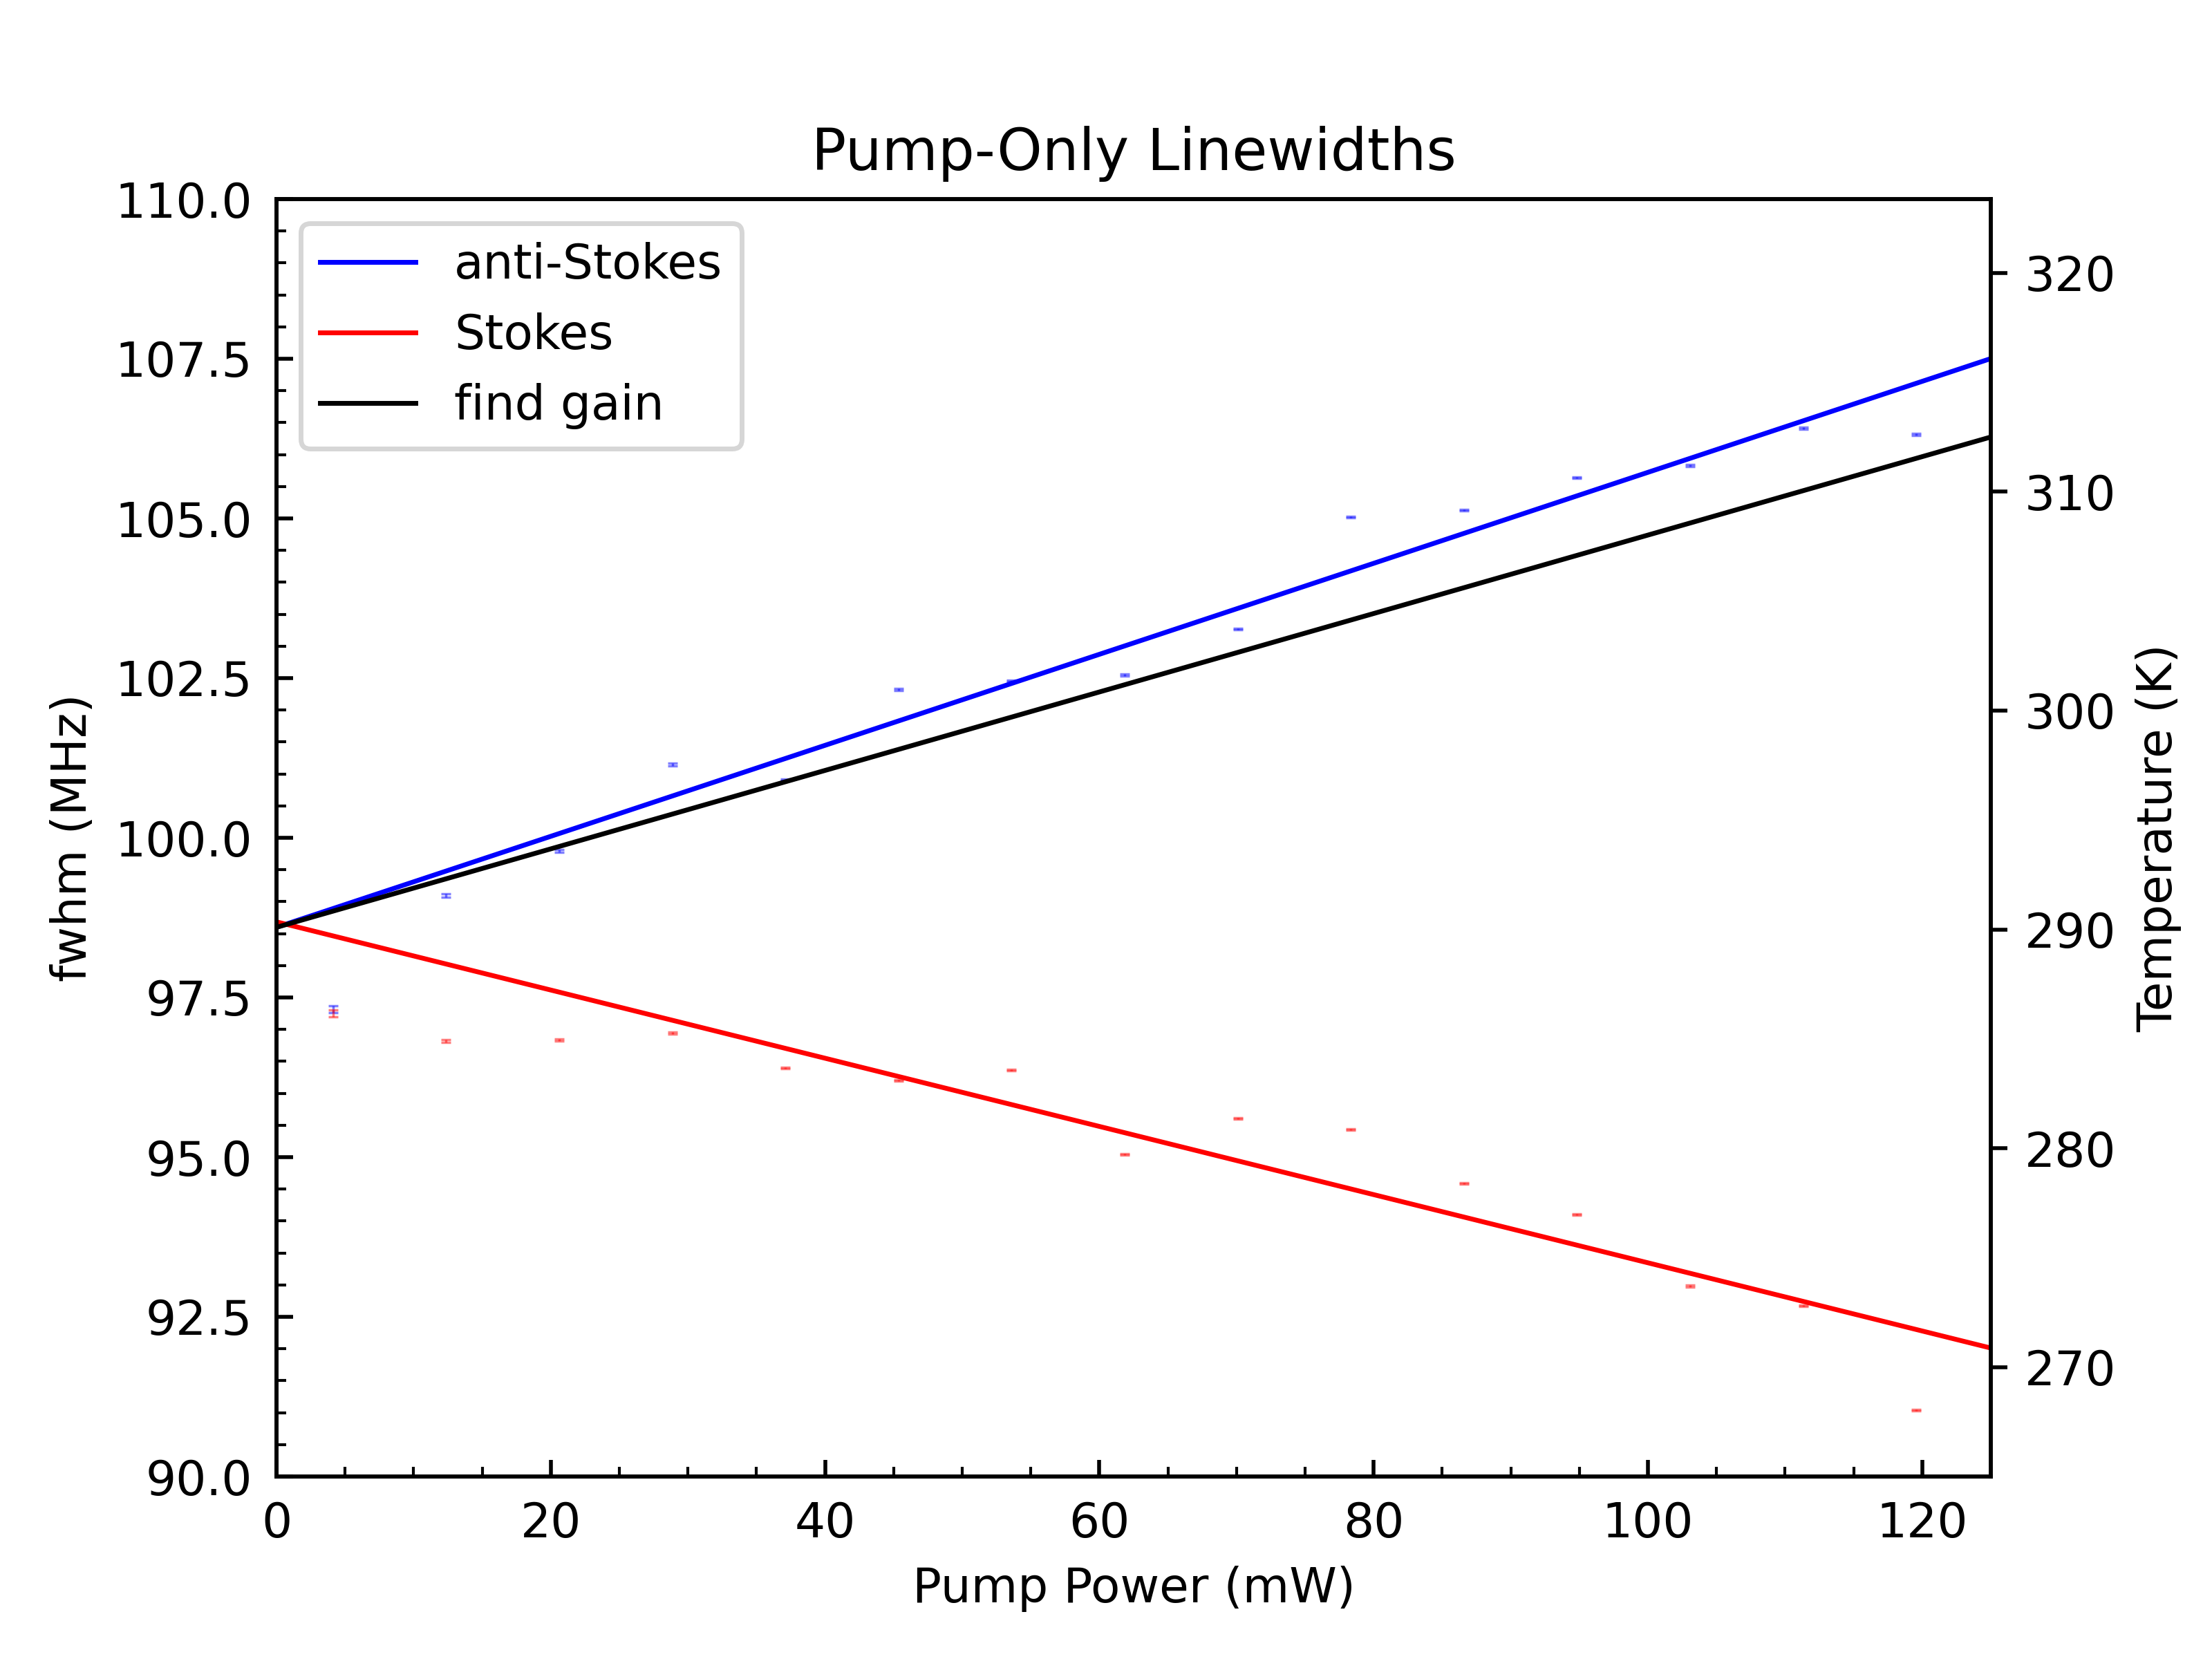 Pump-Only Linewidths
anti-Stokes
Stokes
find gain
110.0
107.5
105.0
102.5
100.0
97.5
95.0
92.5
90.0
fwhm (MHz)
320
310
300
290
280
270
Temperature (K)
0 20 40 60 80 100 120
Pump Power (mW)